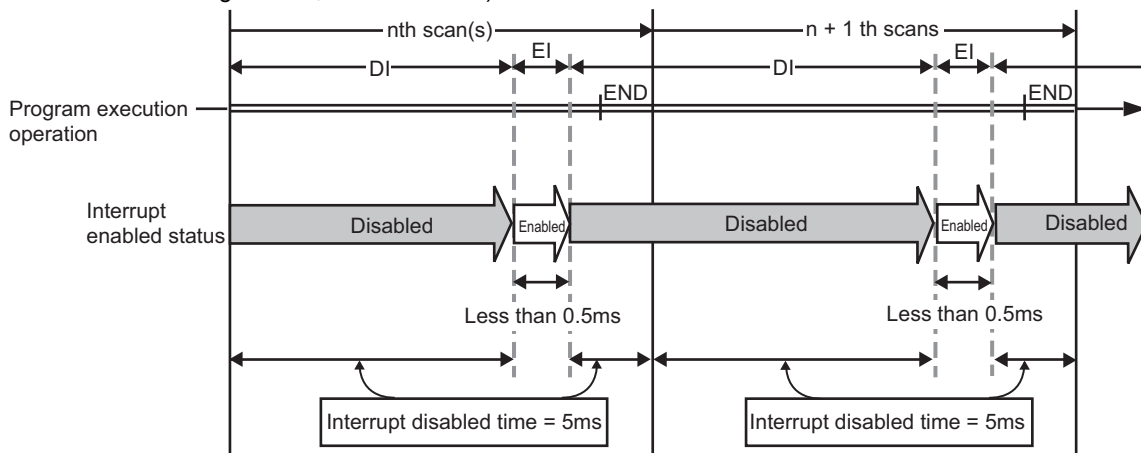 nth scan(s)
n + 1 th scans
DI
EI
DI
EI
END
END
Program execution
operation
Interrupt
enabled status
Disabled
Enabled
Disabled
Enabled
Disabled
Less than 0.5ms
Less than 0.5ms
Interrupt disabled time = 5ms
Interrupt disabled time = 5ms